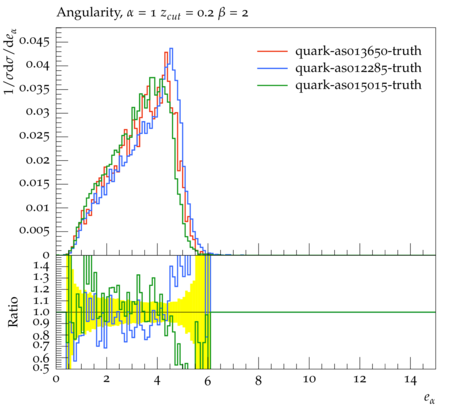 Angularity, α = 1 z_cut = 0.2 β = 2
1/σdσ/de_α
0.045
0.04
0.035
0.03
0.025
0.02
0.015
0.01
0.005
0
quark-as013650-truth
quark-as012285-truth
quark-as015015-truth
Ratio
1.4
1.3
1.2
1.1
1.0
0.9
0.8
0.7
0.6
0.5
0 2 4 6 8 10 12 14
e_α